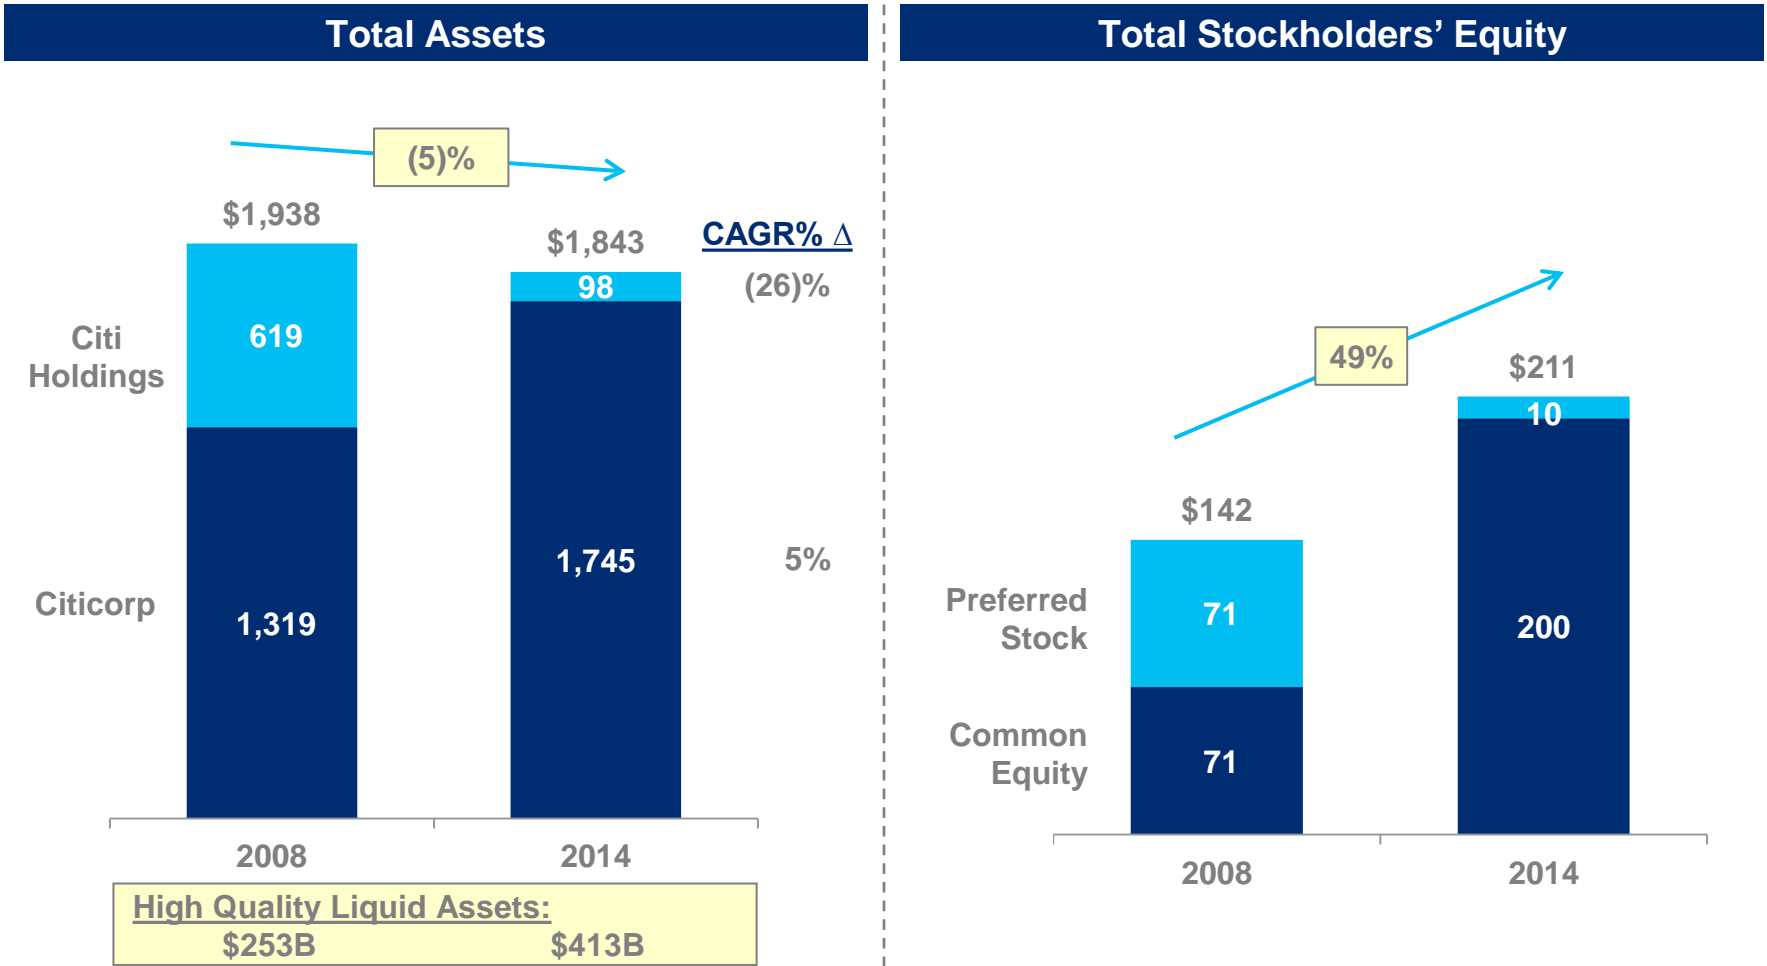 Total Assets
(5)%
$1,938
$1,843
CAGR% Δ
98
(26)%
619
Citi
Holdings
1,745
5%
Citicorp
1,319
2008
2014
High Quality Liquid Assets:
$253B
$413B
Total Stockholders’ Equity
49%
$211
10
$142
Preferred
Stock
71
200
Common
Equity
71
2008
2014